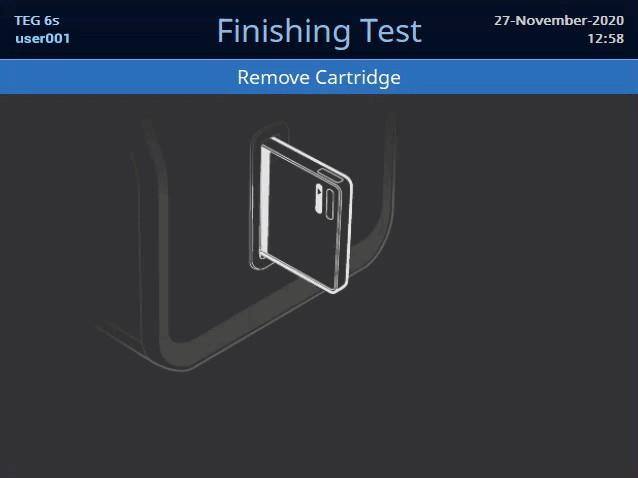 TEG 6s
user001
Finishing Test
27-November-2020
12:58
Remove Cartridge